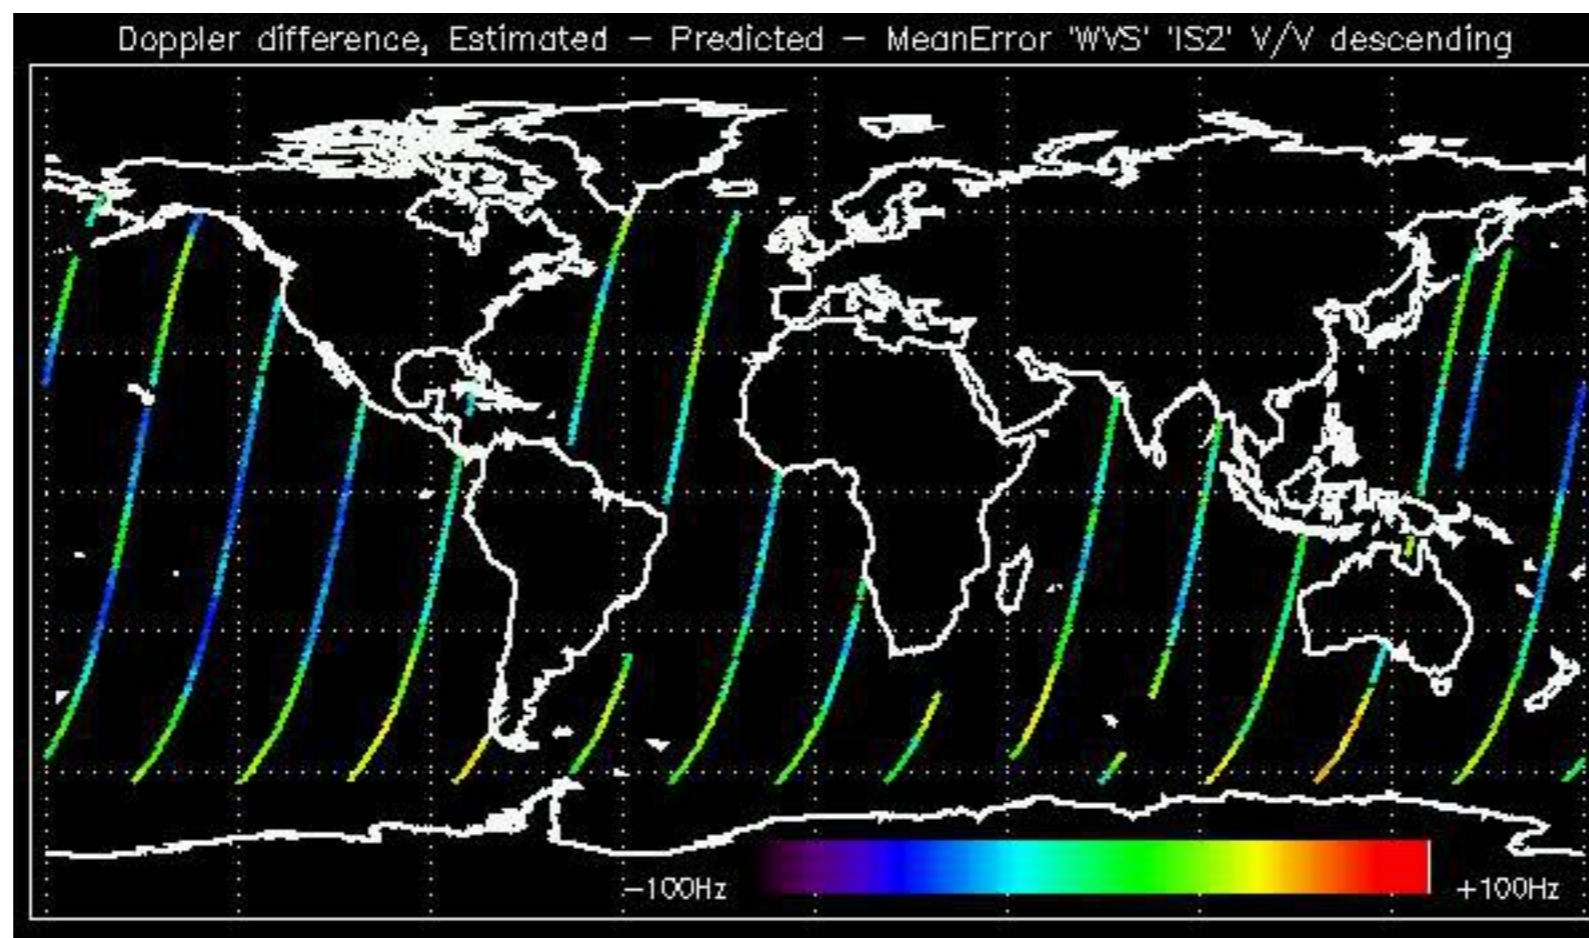 Doppler difference, Estimated - Predicted - MeanError 'WVS' 'IS2' V/V descending
-100Hz
+100Hz